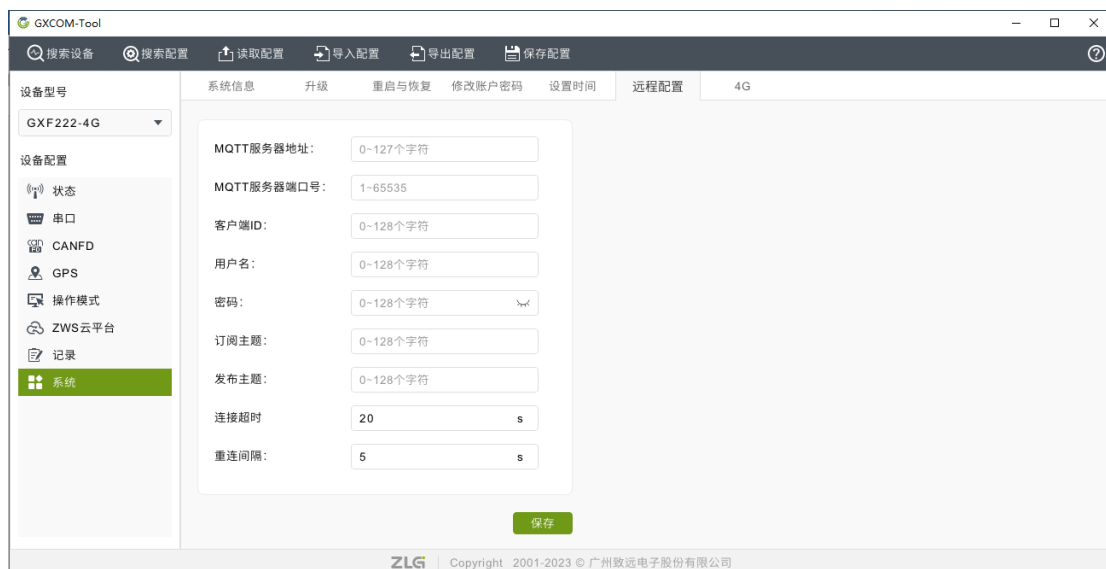 GXCOM-Tool
搜索设备 搜索配置 读取配置 导入配置 导出配置 保存配置
设备型号
GXF222-4G
设备配置
状态
串口
CANFD
GPS
操作模式
ZWS云平台
记录
系统
系统信息 升级 重启与恢复 修改账户密码 设置时间 远程配置 4G
MQTT服务器地址： 0~127个字符
MQTT服务器端口号： 1~65535
客户端ID： 0~128个字符
用户名： 0~128个字符
密码： 0~128个字符
订阅主题： 0~128个字符
发布主题： 0~128个字符
连接超时 20 s
重连间隔： 5 s
保存
ZLG Copyright 2001-2023 © 广州致远电子股份有限公司